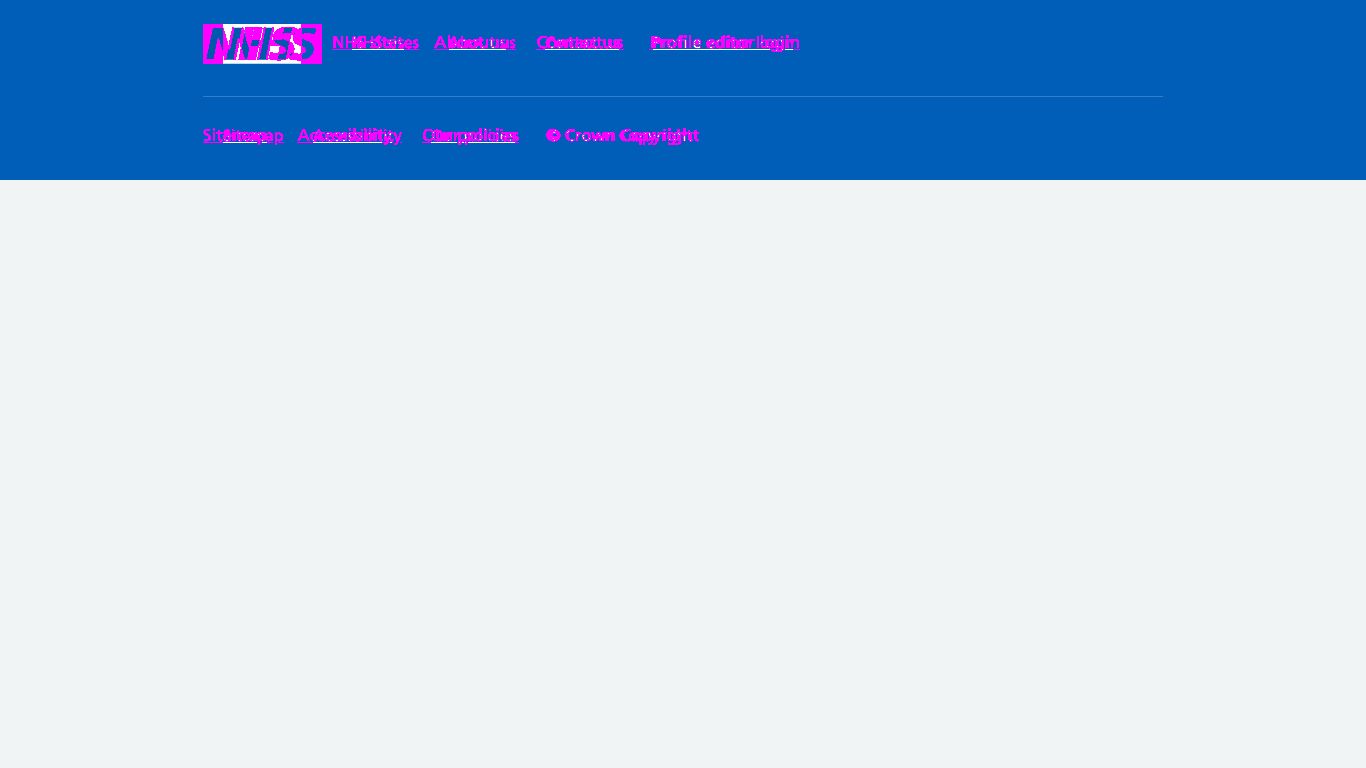 NHS NHS sites About us Contact us Profile editor login
Sitemap Accessibility Our policies © Crown Copyright